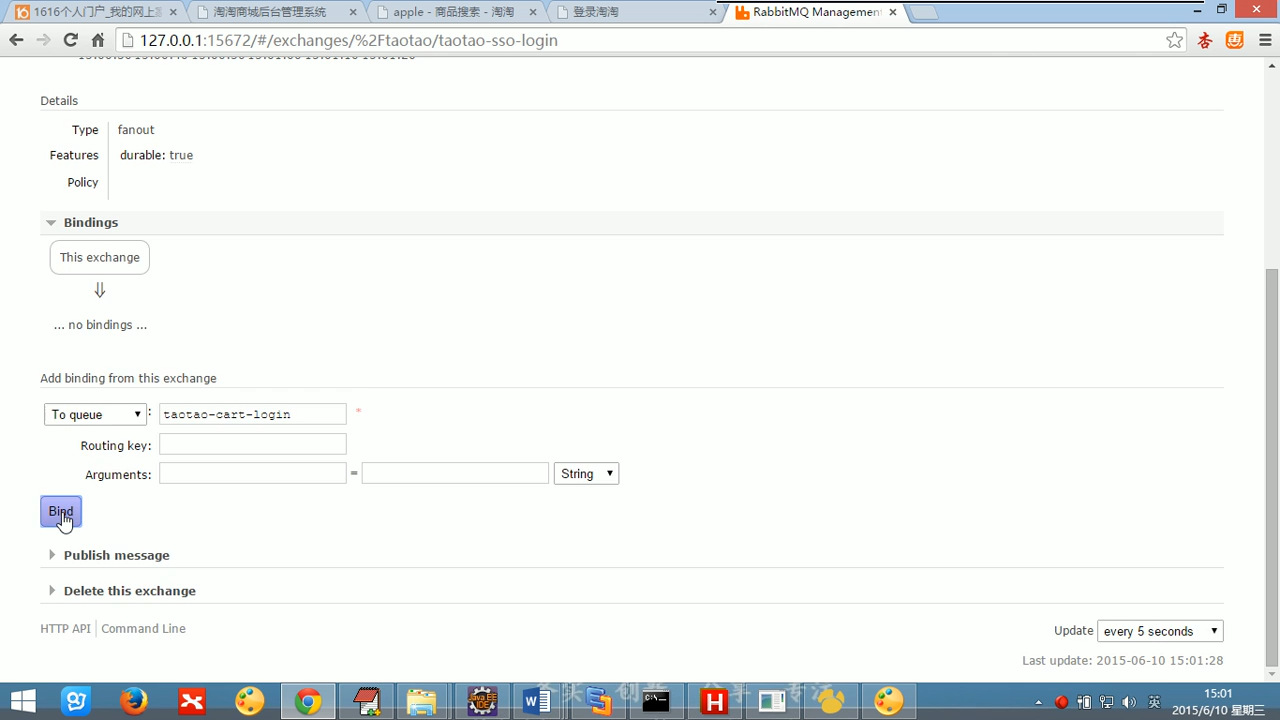 1616个人门户_我的网上
淘淘商城后台管理系统
apple - 商品搜索 - 淘淘
登录淘淘
RabbitMQ Management
127.0.0.1:15672/#/exchanges/%2Ftaotao/taotao-sso-login
Details
Type fanout
Features durable: true
Policy
Bindings
This exchange
⇓
... no bindings ...
Add binding from this exchange
To queue : taotao-cart-login *
Routing key:
Arguments: = String
Bind
Publish message
Delete this exchange
HTTP API Command Line
Update every 5 seconds
Last update: 2015-06-10 15:01:28
英
15:01
2015/6/10 星期三